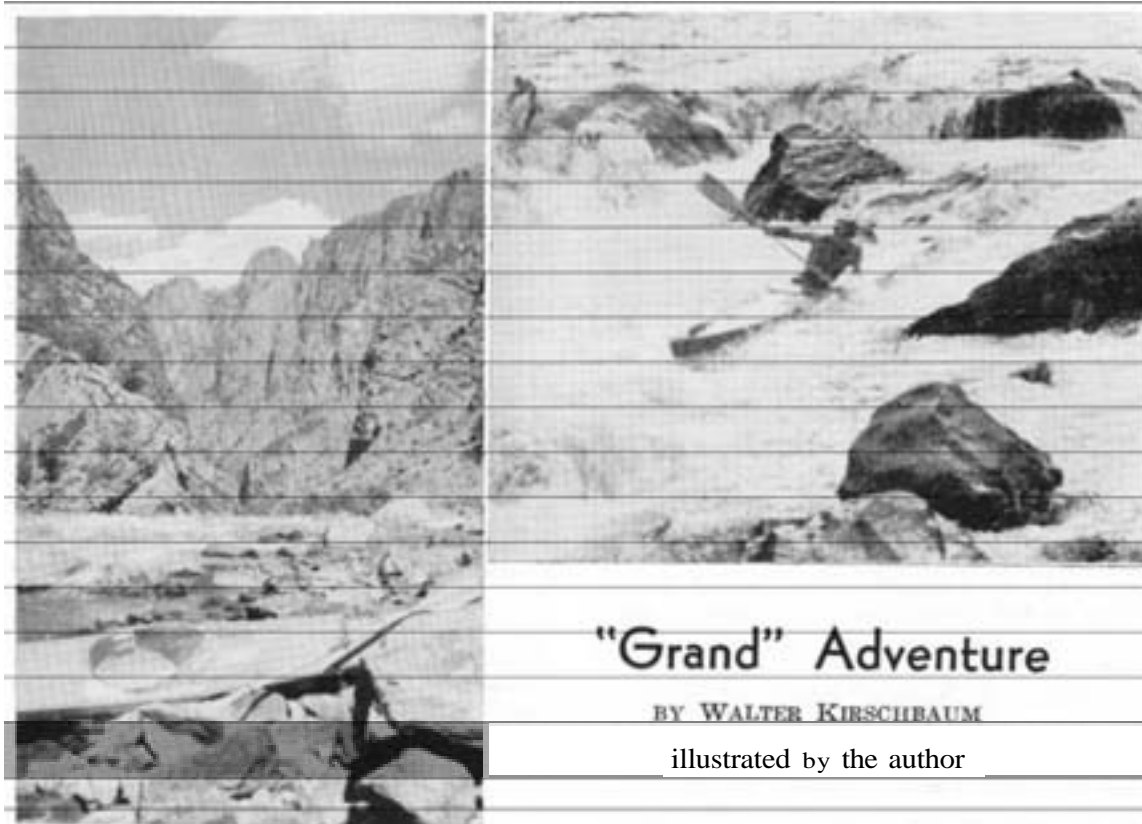 "Grand" Adventure
BY WALTER KIRSCHBAUM
illustrated by the author